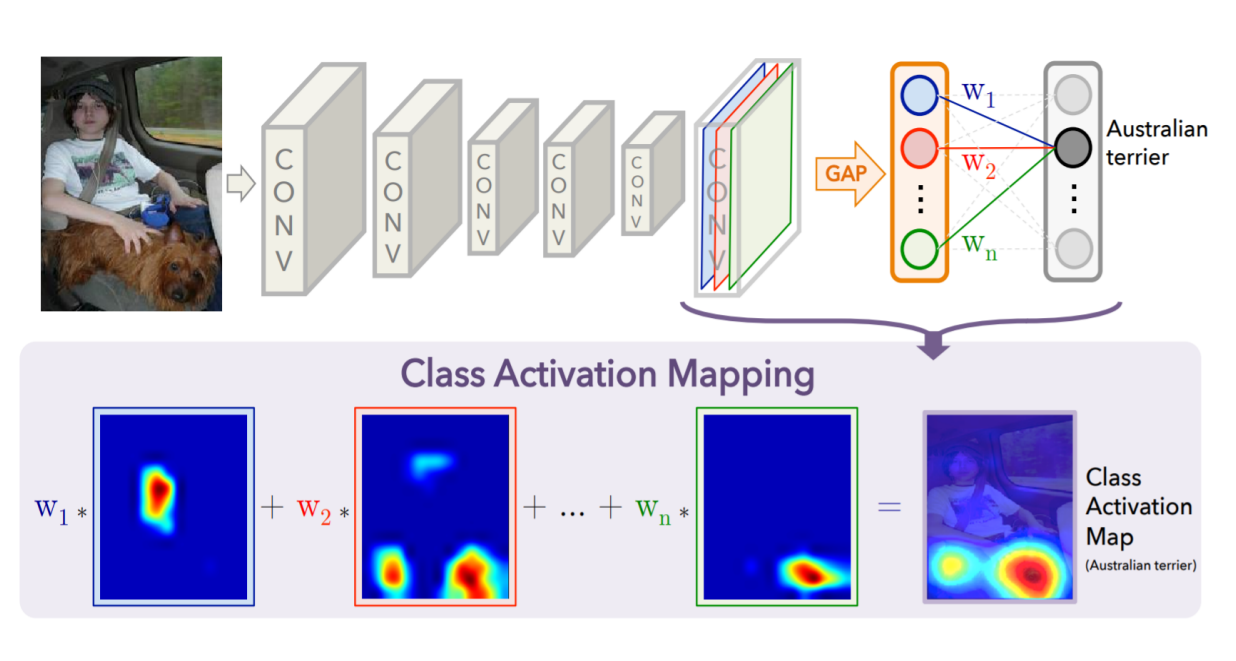 CONV
CONV
CONV
CONV
CONV
CONV
GAP
w1
w2
wn
⋮
⋮
Australian
terrier
Class Activation Mapping
w1 * + w2 * + ... + wn * =
Class
Activation
Map
(Australian terrier)